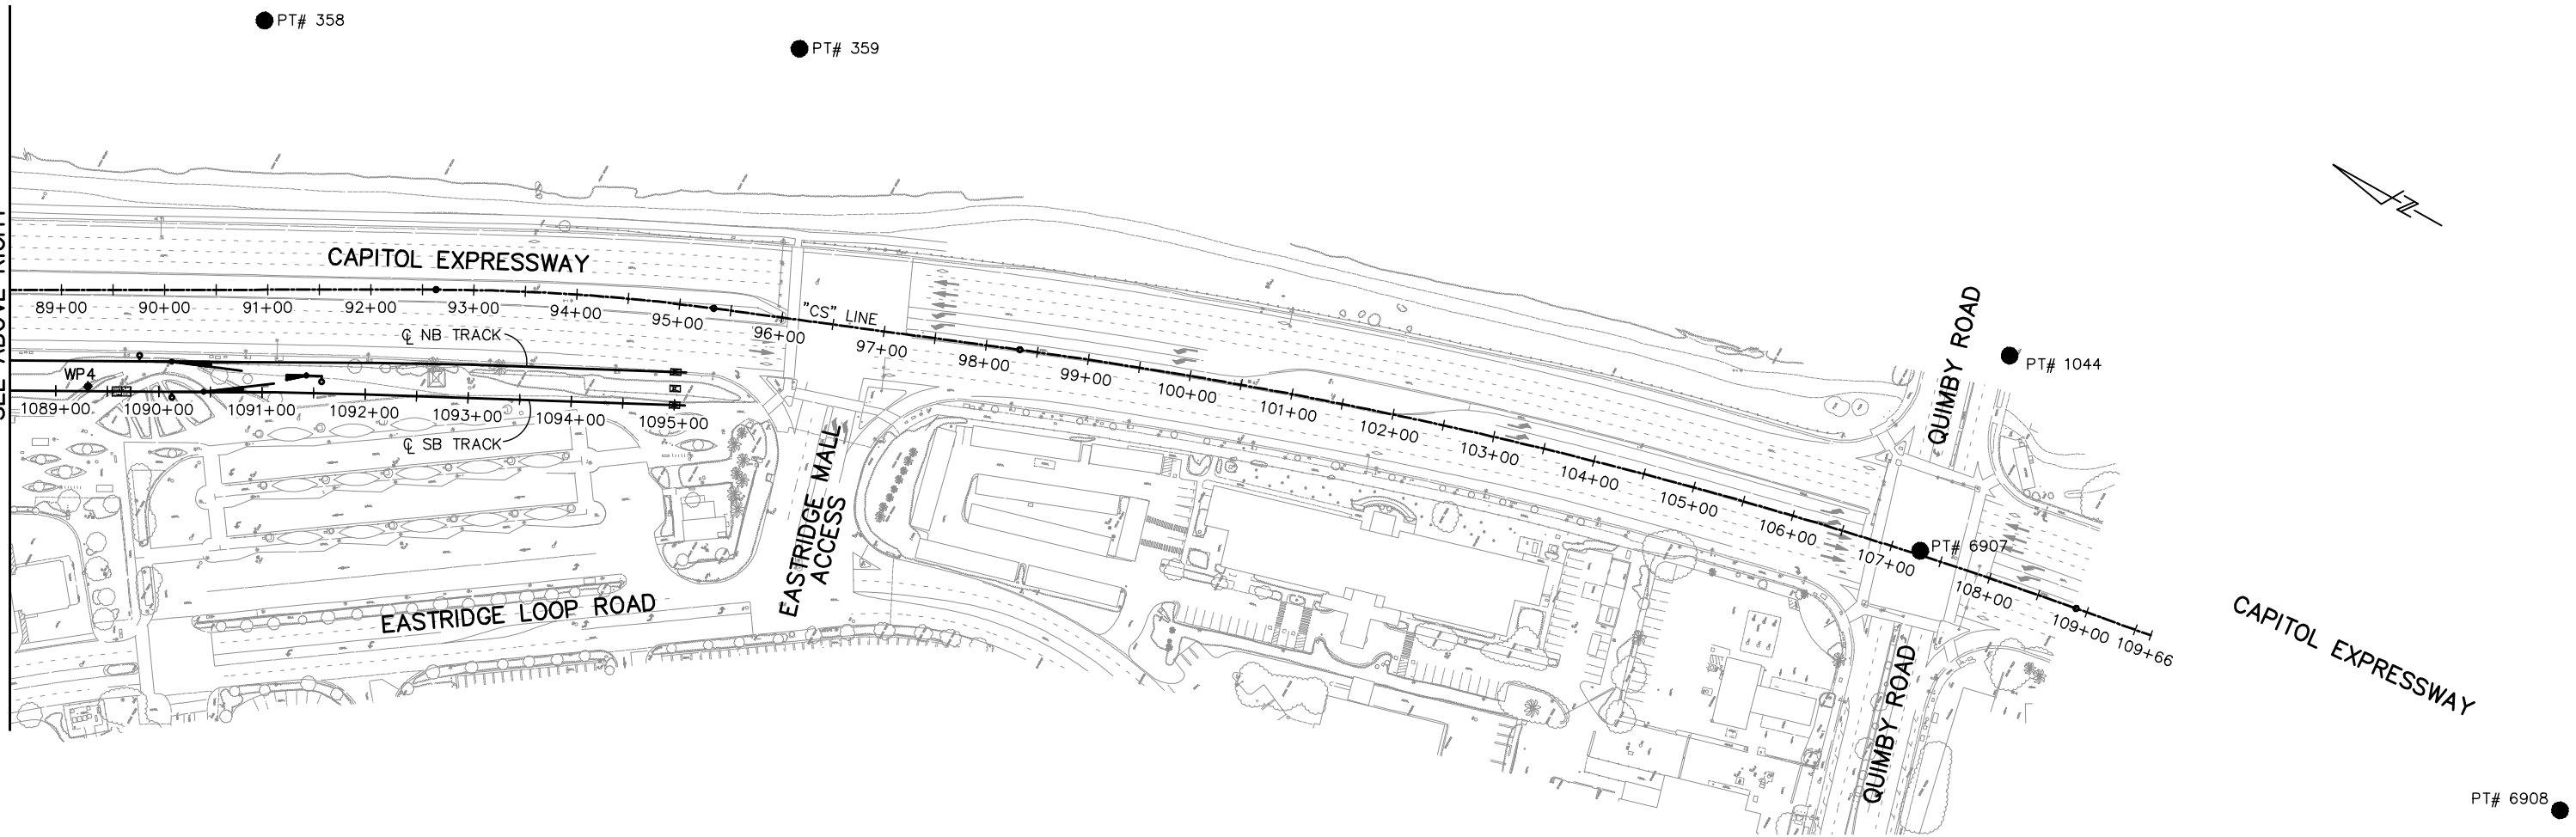 PT# 358
PT# 359
CAPITOL EXPRESSWAY
89+00
90+00
91+00
92+00
93+00
94+00
95+00
96+00
"CS" LINE
97+00
98+00
99+00
100+00
101+00
102+00
103+00
104+00
105+00
106+00
107+00
108+00
109+00
109+66
℄ NB TRACK
WP4
1089+00
1090+00
1091+00
1092+00
1093+00
1094+00
1095+00
℄ SB TRACK
EASTRIDGE MALL
ACCESS
EASTRIDGE LOOP ROAD
QUIMBY ROAD
PT# 1044
PT# 6907
QUIMBY ROAD
CAPITOL EXPRESSWAY
PT# 6908
Z